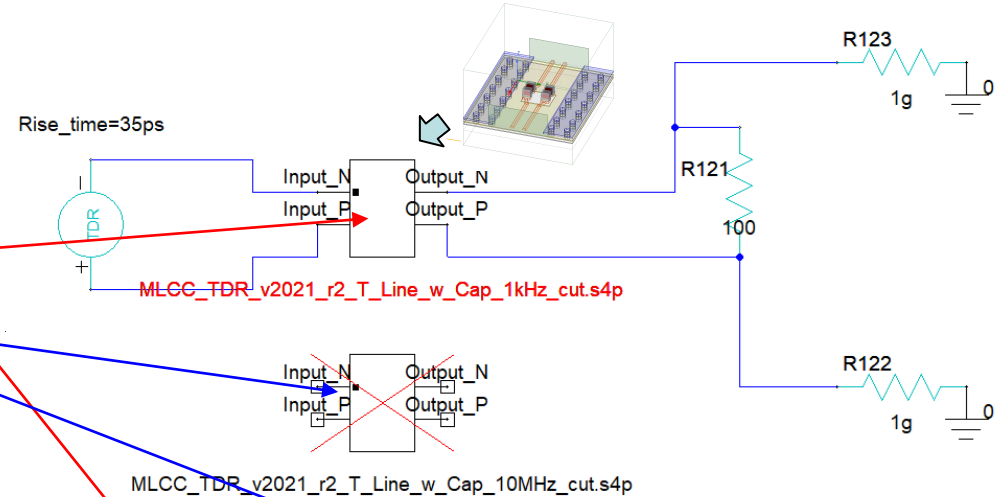 R123
0
1g
Rise_time=35ps
Input_N
Output_N
R121
Input_P
Output_P
TDR
100
MLCC_TDR_v2021_r2_T_Line_w_Cap_1kHz_cut.s4p
Input_N
Output_N
R122
Input_P
Output_P
0
1g
MLCC_TDR_v2021_r2_T_Line_w_Cap_10MHz_cut.s4p